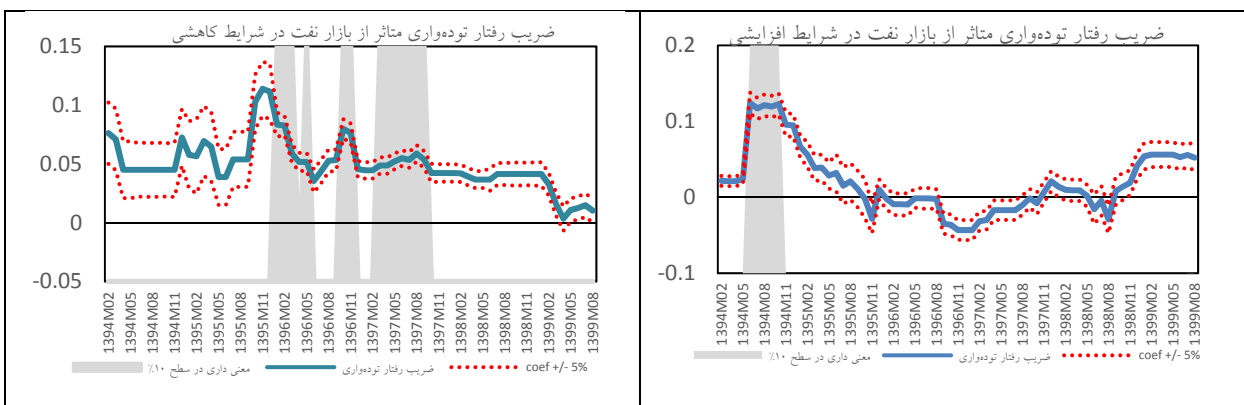 ضریب رفتار توده‌واری متاثر از بازار نفت در شرایط کاهشی
0.15
0.1
0.05
0
-0.05
1394M02
1394M05
1394M08
1394M11
1395M02
1395M05
1395M08
1395M11
1396M02
1396M05
1396M08
1396M11
1397M02
1397M05
1397M08
1397M11
1398M02
1398M05
1398M08
1398M11
1399M02
1399M05
1399M08
معنی داری در سطح ۱۰٪
ضریب رفتار توده‌واری
coef +/- 5%
ضریب رفتار توده‌واری متاثر از بازار نفت در شرایط افزایشی
0.2
0.1
0
-0.1
1394M02
1394M05
1394M08
1394M11
1395M02
1395M05
1395M08
1395M11
1396M02
1396M05
1396M08
1396M11
1397M02
1397M05
1397M08
1397M11
1398M02
1398M05
1398M08
1398M11
1399M02
1399M05
1399M08
معنی داری در سطح ۱۰٪
ضریب رفتار توده‌واری
coef +/- 5%